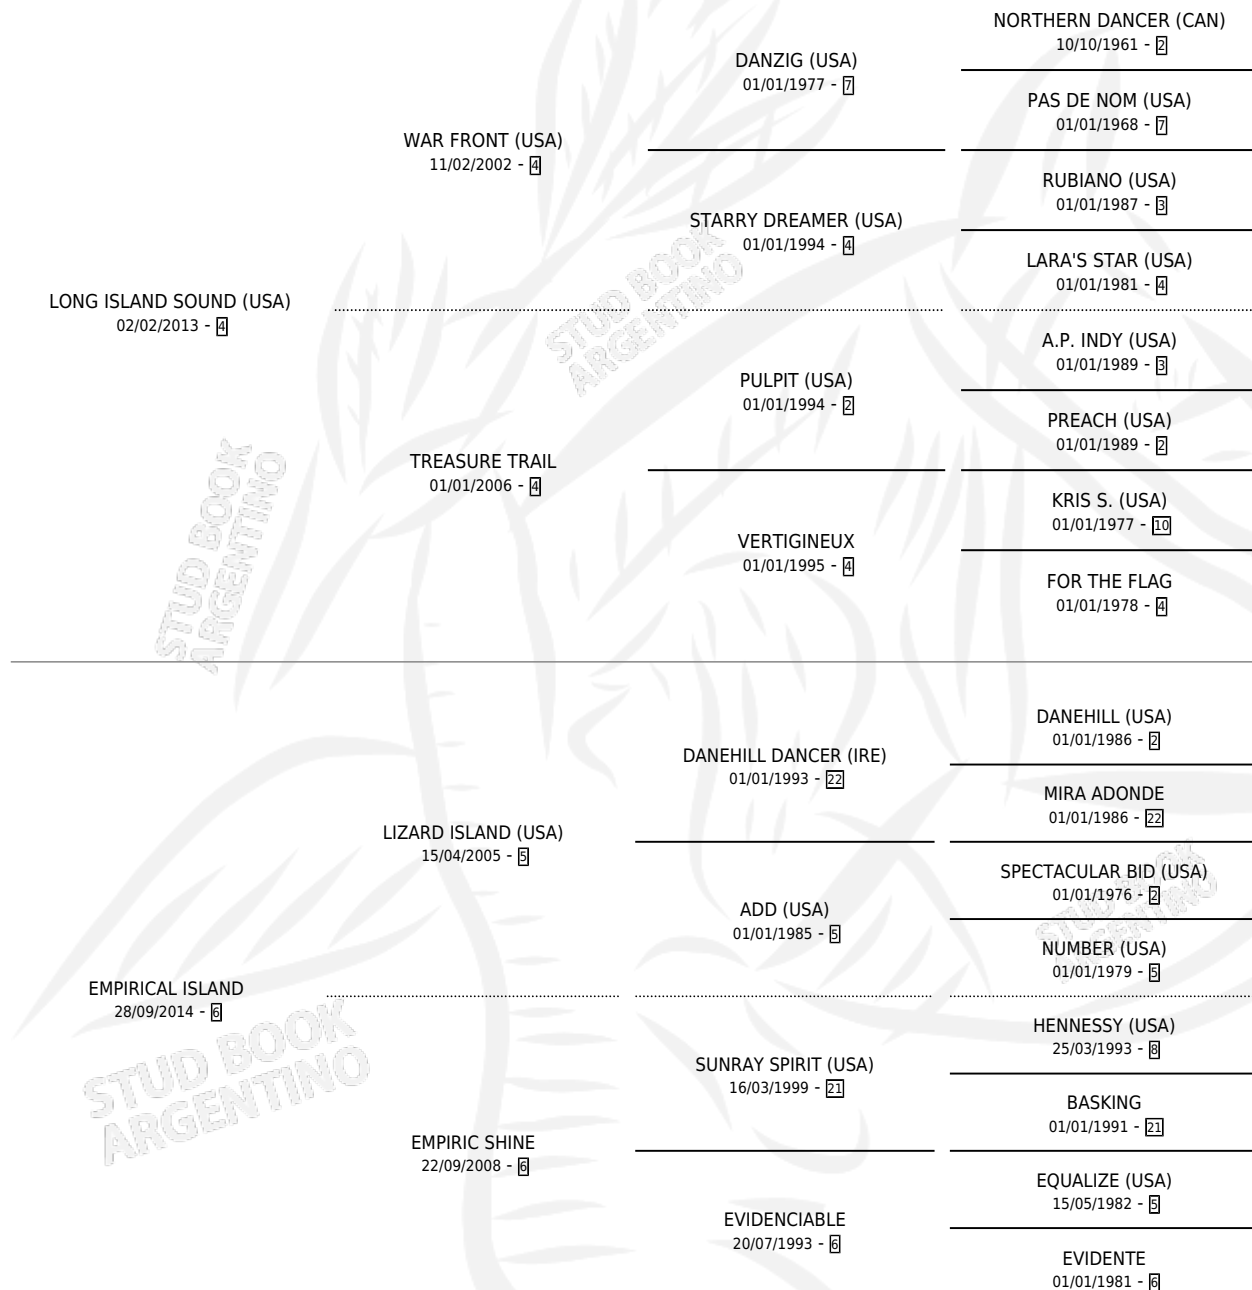 NORTHERN DANCER (CAN)
10/10/1961 - 2
DANZIG (USA)
01/01/1977 - 7
PAS DE NOM (USA)
01/01/1968 - 7
WAR FRONT (USA)
11/02/2002 - 4
RUBIANO (USA)
01/01/1987 - 3
STARRY DREAMER (USA)
01/01/1994 - 4
LARA'S STAR (USA)
01/01/1981 - 4
LONG ISLAND SOUND (USA)
02/02/2013 - 4
A.P. INDY (USA)
01/01/1989 - 3
PULPIT (USA)
01/01/1994 - 2
PREACH (USA)
01/01/1989 - 2
TREASURE TRAIL
01/01/2006 - 4
KRIS S. (USA)
01/01/1977 - 10
VERTIGINEUX
01/01/1995 - 4
FOR THE FLAG
01/01/1978 - 4
STUD BOOK
ARGENTINO
STUD BOOK
ARGENTINO
DANEHILL (USA)
01/01/1986 - 2
DANEHILL DANCER (IRE)
01/01/1993 - 22
MIRA ADONDE
01/01/1986 - 22
LIZARD ISLAND (USA)
15/04/2005 - 5
SPECTACULAR BID (USA)
01/01/1976 - 2
ADD (USA)
01/01/1985 - 5
NUMBER (USA)
01/01/1979 - 5
EMPIRICAL ISLAND
28/09/2014 - 6
HENNESSY (USA)
25/03/1993 - 8
SUNRAY SPIRIT (USA)
16/03/1999 - 21
BASKING
01/01/1991 - 21
EMPIRIC SHINE
22/09/2008 - 6
EQUALIZE (USA)
15/05/1982 - 5
EVIDENCIABLE
20/07/1993 - 6
EVIDENTE
01/01/1981 - 6
STUD BOOK
ARGENTINO
STUD BOOK
ARGENTINO